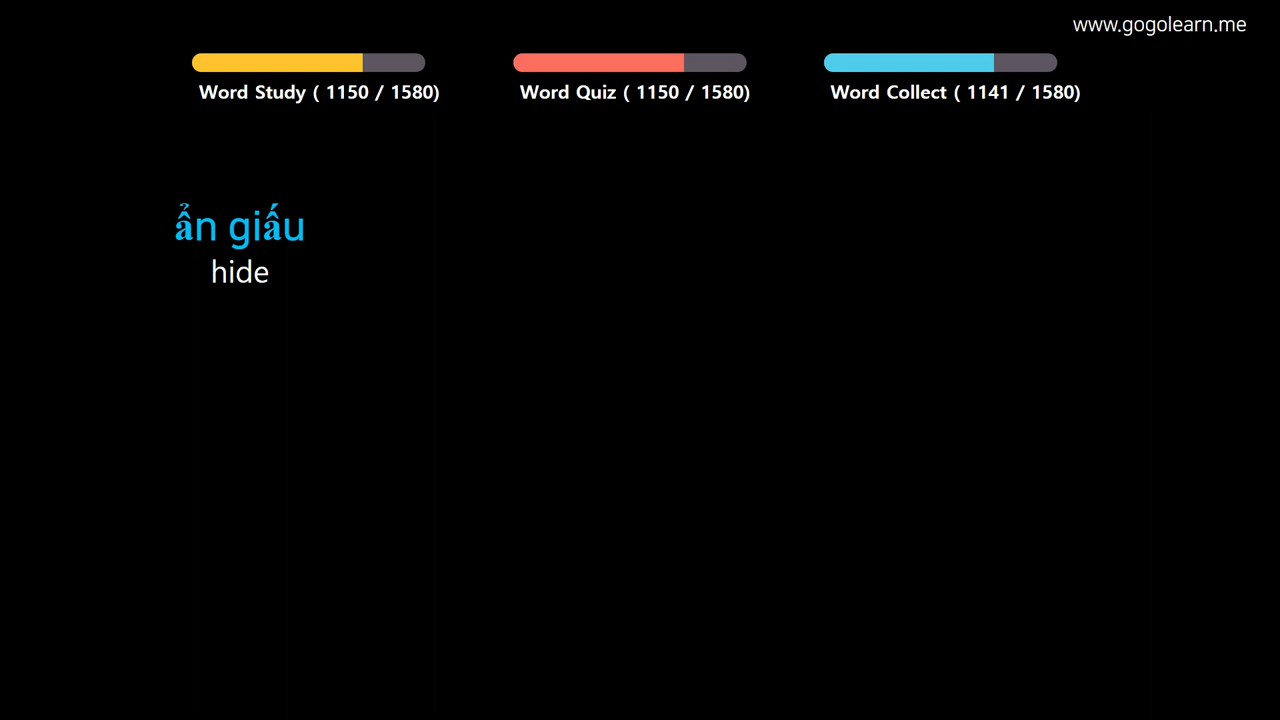 www.gogolearn.me
Word Study ( 1150 / 1580)
Word Quiz ( 1150 / 1580)
Word Collect ( 1141 / 1580)
ẩn giấu
hide